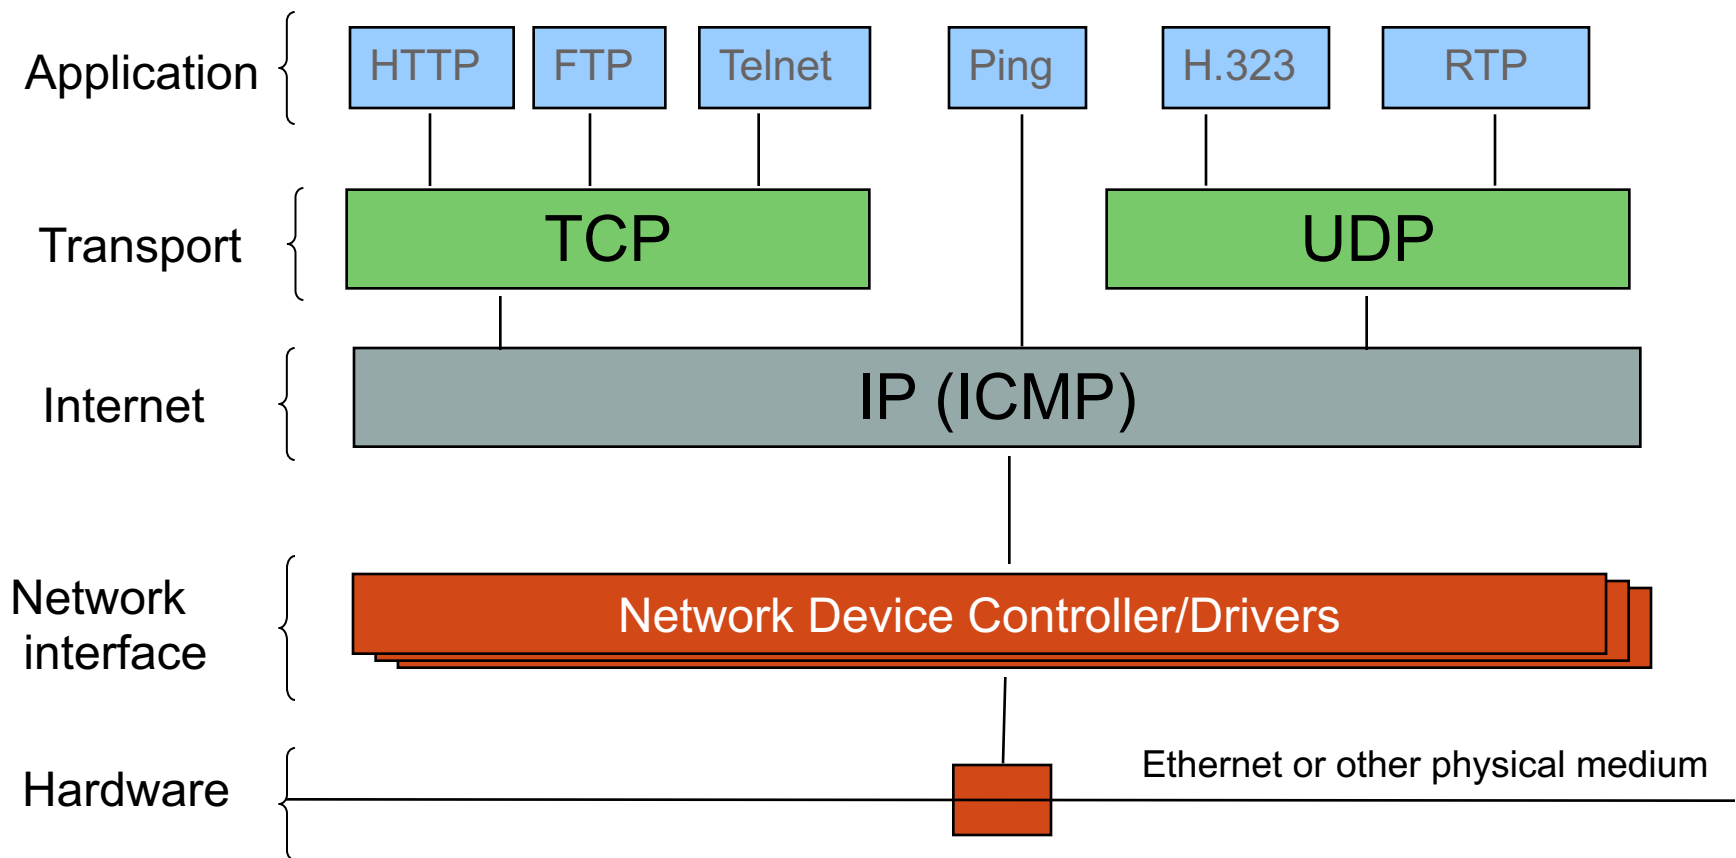 Application
HTTP
FTP
Telnet
Ping
H.323
RTP
Transport
TCP
UDP
Internet
IP (ICMP)
Network
interface
Network Device Controller/Drivers
Hardware
Ethernet or other physical medium